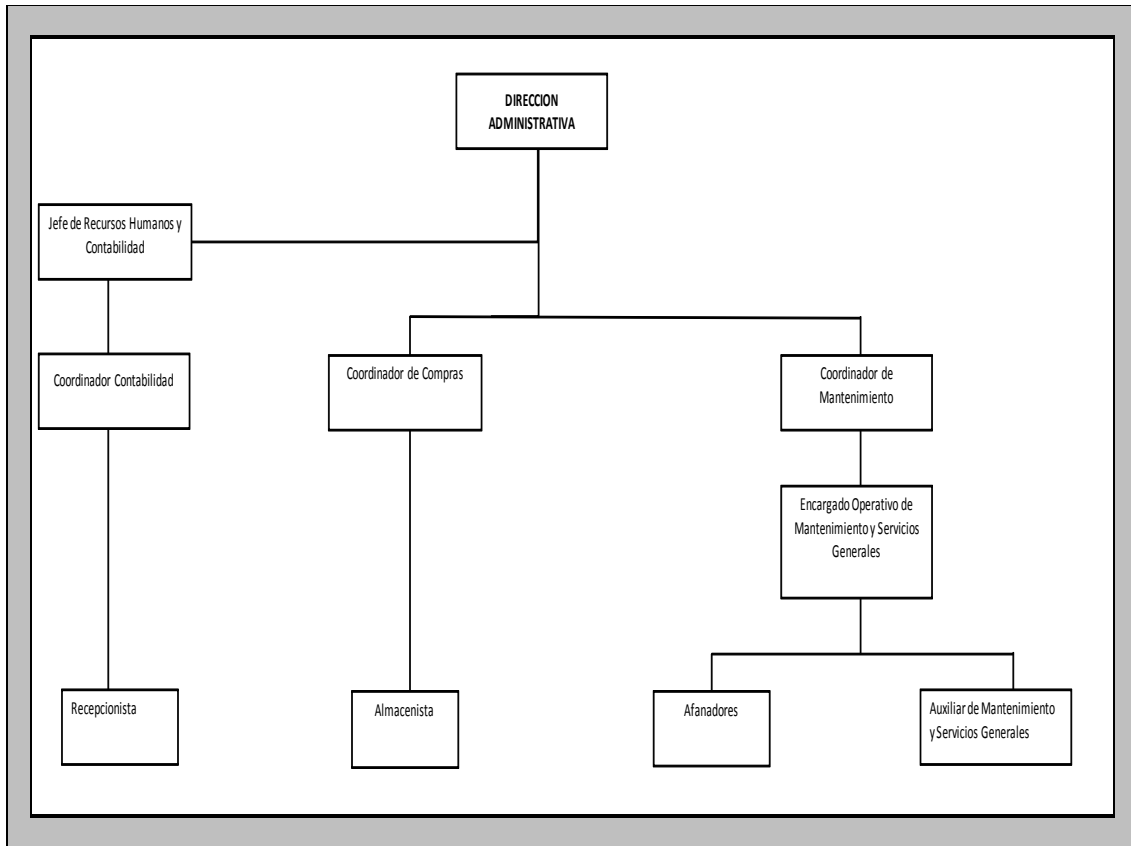 DIRECCION
ADMINISTRATIVA
Jefe de Recursos Humanos y
Contabilidad
Coordinador Contabilidad
Coordinador de Compras
Coordinador de
Mantenimiento
Encargado Operativo de
Mantenimiento y Servicios
Generales
Recepcionista
Almacenista
Afanadores
Auxiliar de Mantenimiento
y Servicios Generales